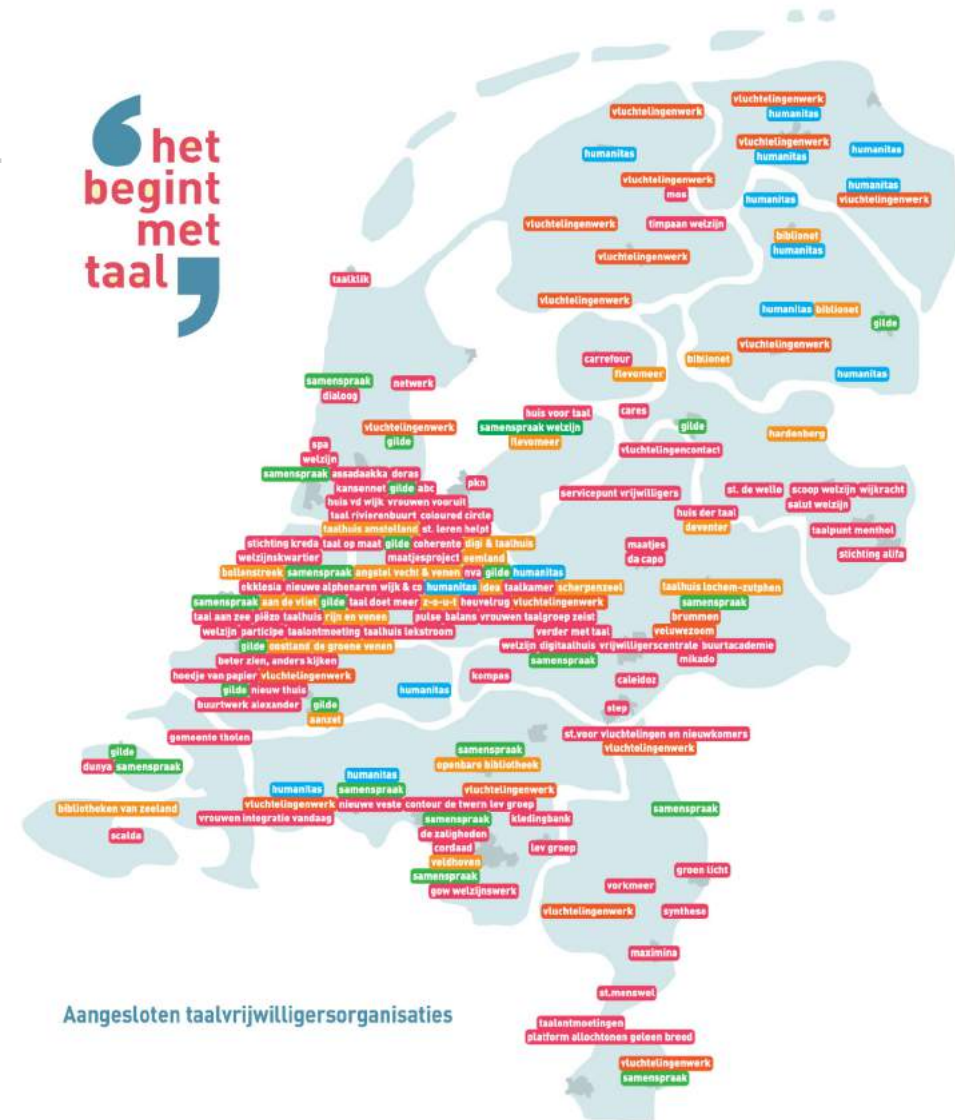 het
begint
met
taal
vluchtelingenwerk
vluchtelingenwerk
humanitas
vluchtelingenwerk
humanitas
humanitas
humanitas
vluchtelingenwerk
mos
humanitas
humanitas
vluchtelingenwerk
vluchtelingenwerk
timpaan welzijn
biblionet
humanitas
vluchtelingenwerk
taalklik
vluchtelingenwerk
humanitas biblionet
gilde
vluchtelingenwerk
carrefour
flevomeer
biblionet
humanitas
samenspraak
dialoog
netwerk
huis voor taal
cares
vluchtelingenwerk
gilde
samenspraak welzijn
flevomeer
gilde
hardenberg
spa
welzijn
vluchtelingencontact
samenspraak assadaakka deras
kansennet gilde abc
pkn
servicepunt vrijwilligers
st. de welle
scoop welzijn wijkracht
salut welzijn
huis vd wijk vrouwen vooruit
taal rivierenbuurt coloured circle
huis der taal
deventer
taalhuis amstelland st. leren helpt
taalpunt menthol
stichting kreda taal op maat gilde coherente digi & taalhuis
maatjes
da capo
stichting alifa
welzijnskwartier maatjesproject eemland
bollenstreek samenspraak angstel vecht & venen nva gilde humanitas
ekklesia nieuwe alphenaren wijk & co humanitas idea taalkamer scherpenzeel
taalhuis lochem-zutphen
samenspraak aan de vliet gilde taal doet meer z-o-u-t heuvelrug vluchtelingenwerk
samenspraak
taal aan zee piëzo taalhuis rijn en venen pulse balans vrouwen taalgroep zeist
brummen
veluwezoom
welzijn participe taalontmoeting taalhuis lekstroom
verder met taal
gilde oostland de groene venen
welzijn digitaalhuis vrijwilligerscentrale buurtacademie
samenspraak
mikado
beter zien, anders kijken
hoedje van papier vluchtelingenwerk
kompas
caleidoz
gilde nieuw thuis
humanitas
buurtwerk alexander gilde
aanzet
step
gemeente tholen
st.voor vluchtelingen en nieuwkomers
vluchtelingenwerk
gilde
dunya samenspraak
samenspraak
openbare bibliotheek
humanitas
humanitas
samenspraak
vluchtelingenwerk
bibliotheken van zeeland
vluchtelingenwerk nieuwe veste contour de twern lev groep
samenspraak
vrouwen integratie vandaag
samenspraak
kledingbank
scalda
de zaligheden
cordaad
lev groep
veldhoven
samenspraak
gow welzijnswerk
groen licht
vorkmeer
vluchtelingenwerk
synthese
maximina
st.menswel
Aangesloten taalvrijwilligersorganisaties
taalontmoetingen
platform allochtonen geleen breed
vluchtelingenwerk
samenspraak